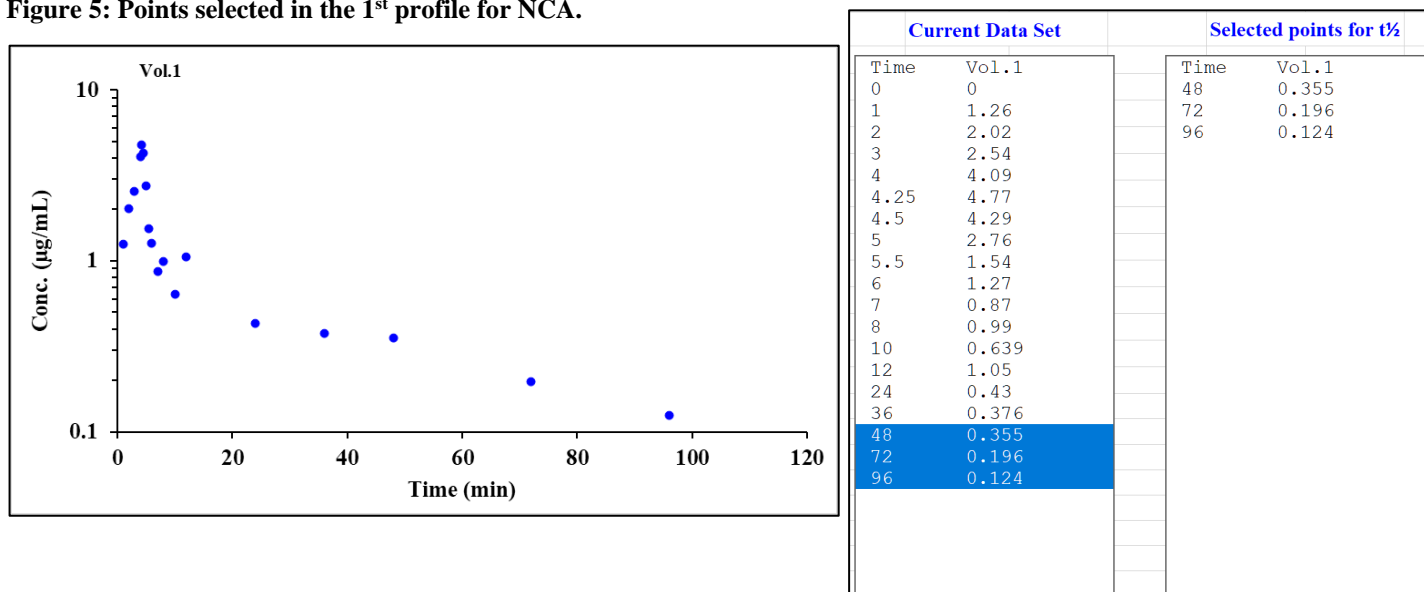 Figure 5: Points selected in the 1st profile for NCA.
Vol.1
10
1
0.1
Conc. (µg/mL)
0 20 40 60 80 100 120
Time (min)
Current Data Set
Time Vol.1
0 0
1 1.26
2 2.02
3 2.54
4 4.09
4.25 4.77
4.5 4.29
5 2.76
5.5 1.54
6 1.27
7 0.87
8 0.99
10 0.639
12 1.05
24 0.43
36 0.376
48 0.355
72 0.196
96 0.124
Selected points for t½
Time Vol.1
48 0.355
72 0.196
96 0.124